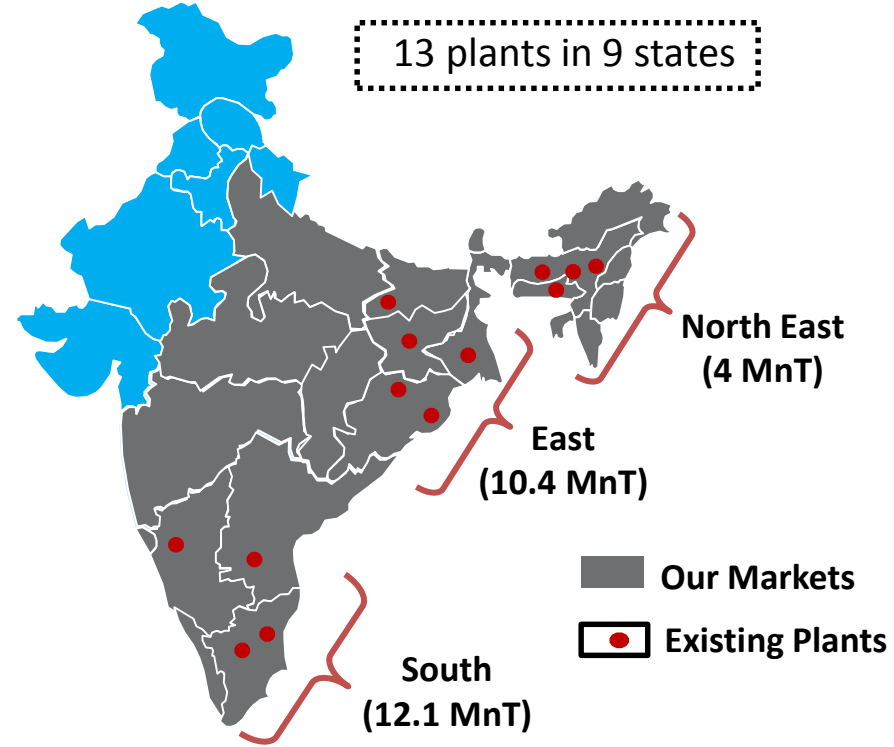 13 plants in 9 states
North East
(4 MnT)
East
(10.4 MnT)
Our Markets
Existing Plants
South
(12.1 MnT)